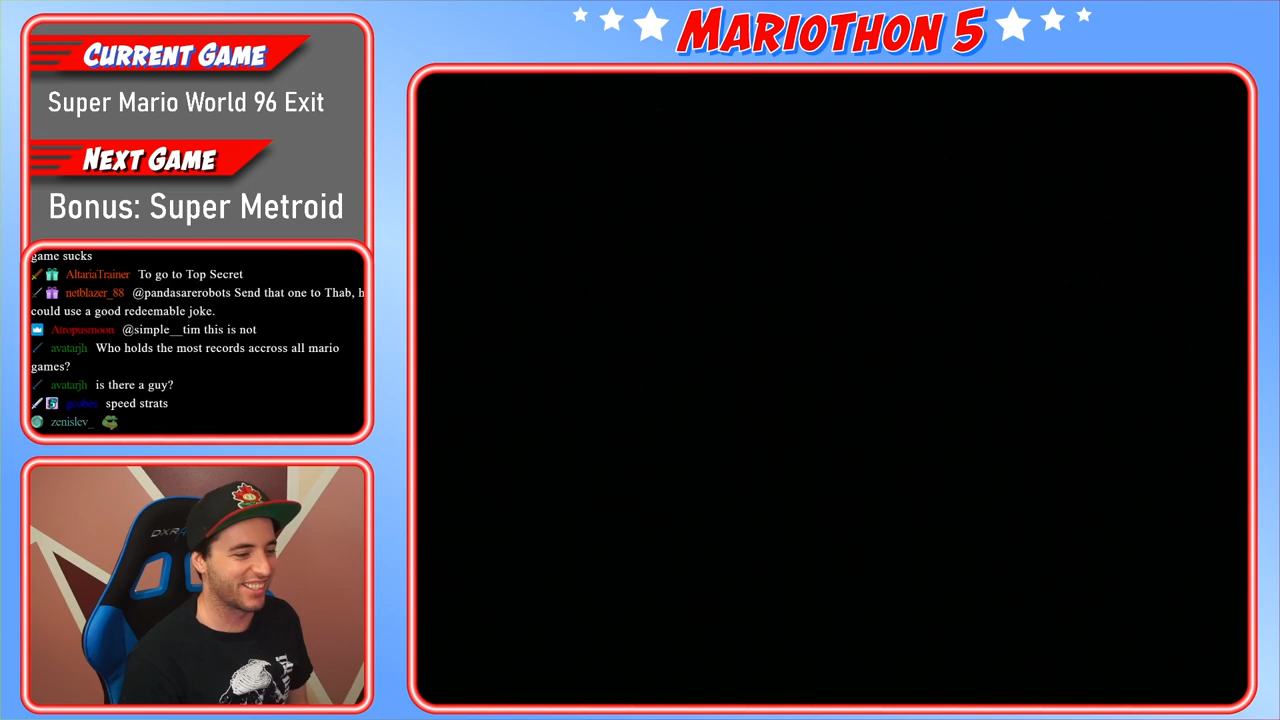 MARIOTHON 5
CURRENT GAME
Super Mario World 96 Exit
NEXT GAME
Bonus: Super Metroid
game sucks
AltariaTrainer To go to Top Secret
netblazer_88 @pandasarerobots Send that one to Thab, h
could use a good redeemable joke.
Atropusmoon @simple__tim this is not
avatarjh Who holds the most records accross all mario
games?
avatarjh is there a guy?
speed strats
zenislev_
DXR